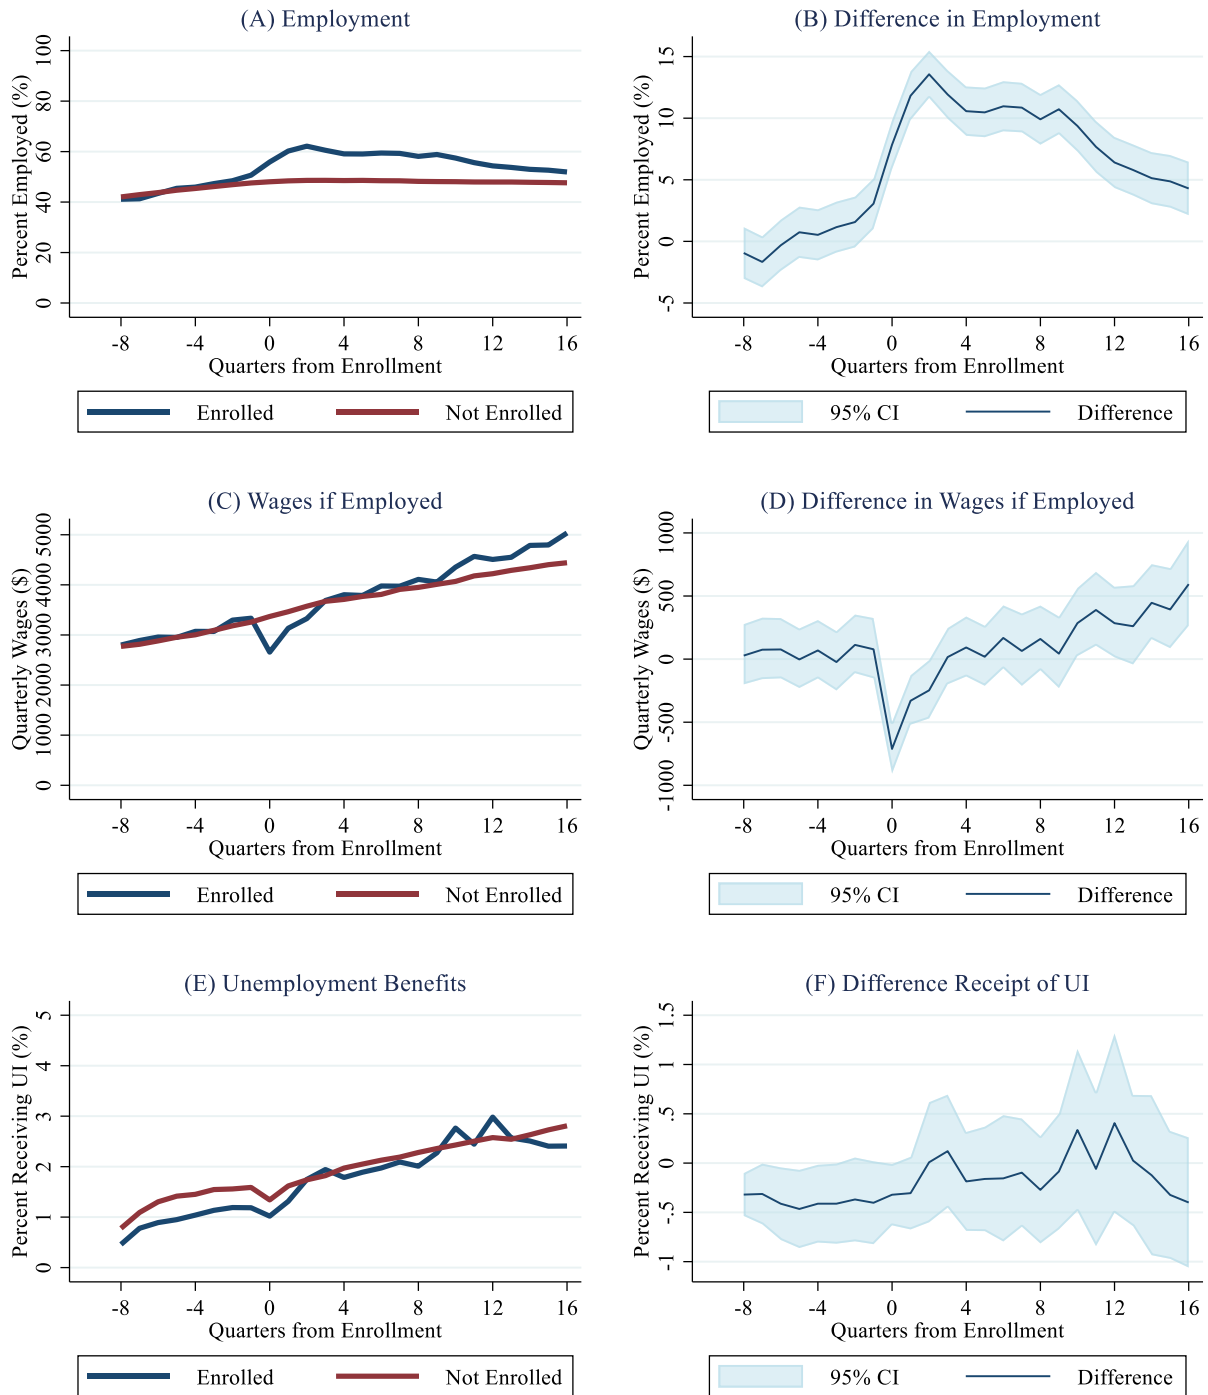 (A) Employment
Percent Employed (%)
100
80
60
40
20
0
-8 -4 0 4 8 12 16
Quarters from Enrollment
Enrolled Not Enrolled
(B) Difference in Employment
Percent Employed (%)
15
10
5
0
-5
-8 -4 0 4 8 12 16
Quarters from Enrollment
95% CI Difference
(C) Wages if Employed
Quarterly Wages ($)
5000
4000
3000
2000
1000
0
-8 -4 0 4 8 12 16
Quarters from Enrollment
Enrolled Not Enrolled
(D) Difference in Wages if Employed
Quarterly Wages ($)
1000
500
0
-500
-1000
-8 -4 0 4 8 12 16
Quarters from Enrollment
95% CI Difference
(E) Unemployment Benefits
Percent Receiving UI (%)
5
4
3
2
1
0
-8 -4 0 4 8 12 16
Quarters from Enrollment
Enrolled Not Enrolled
(F) Difference Receipt of UI
Percent Receiving UI (%)
1.5
1
.5
0
-.5
-1
-8 -4 0 4 8 12 16
Quarters from Enrollment
95% CI Difference